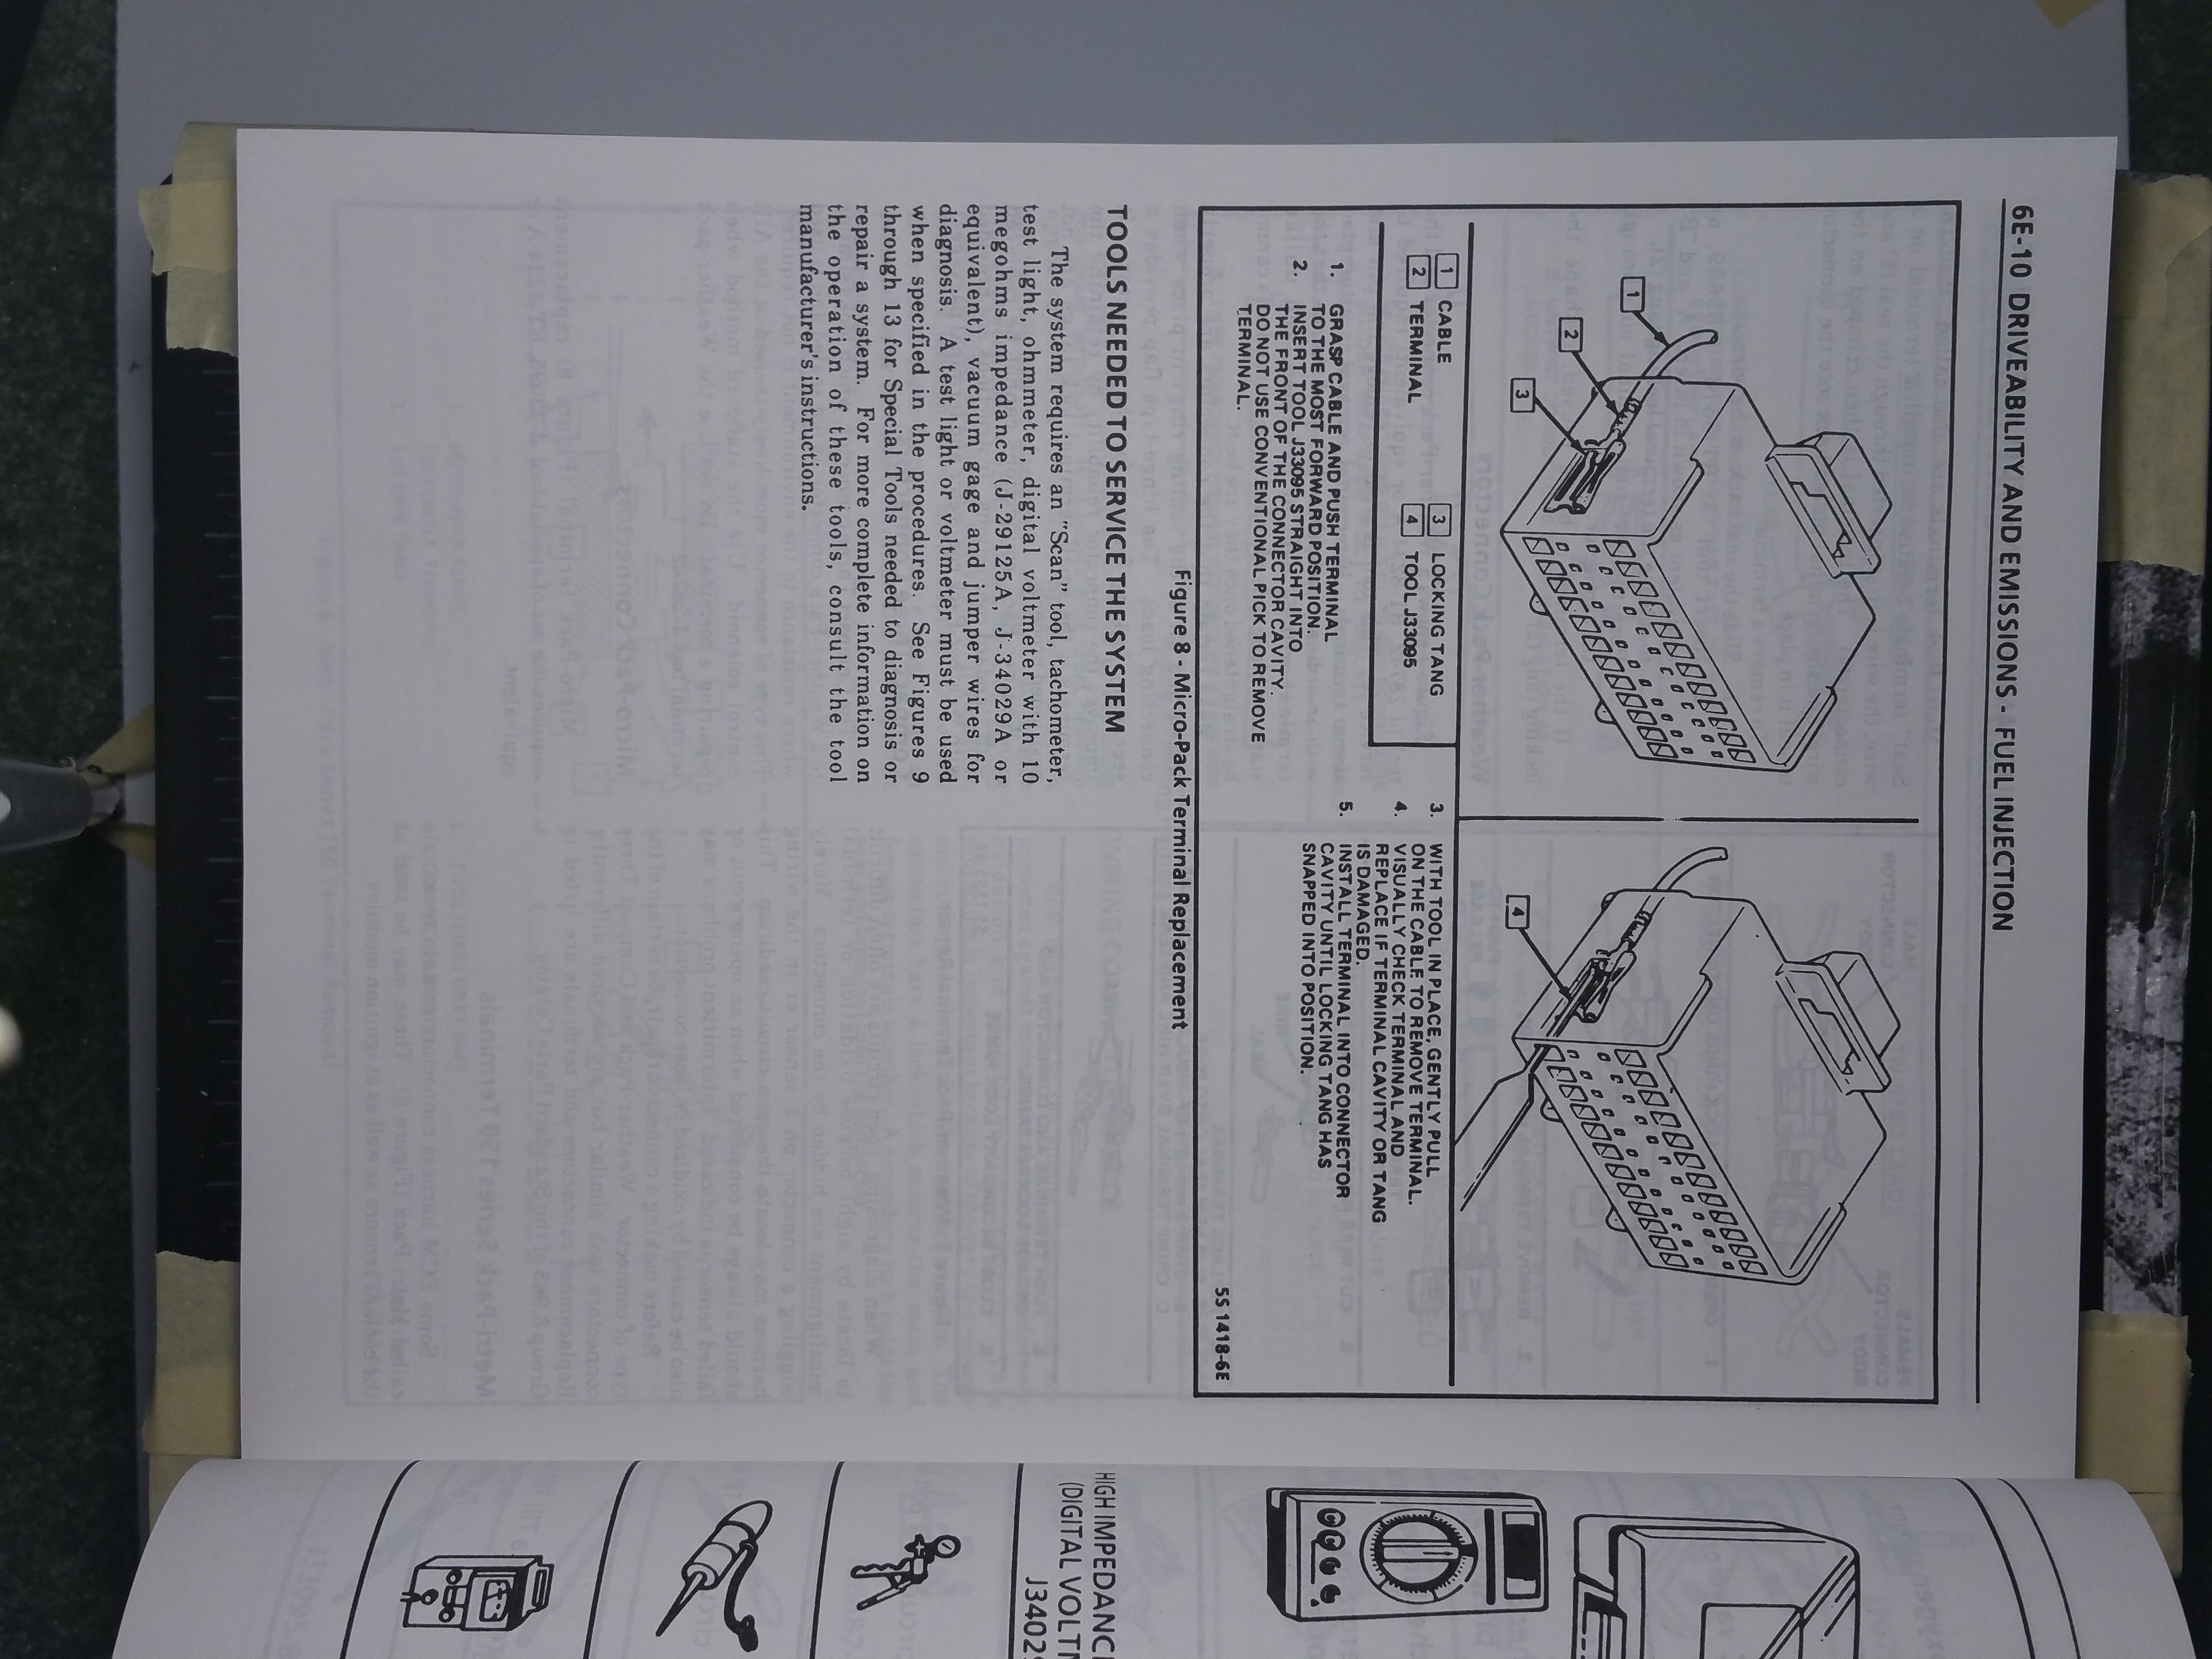 6E-10 DRIVEABILITY AND EMISSIONS - FUEL INJECTION
1
2
3
4
1 CABLE
2 TERMINAL
3 LOCKING TANG
4 TOOL J33095
1. GRASP CABLE AND PUSH TERMINAL
TO THE MOST FORWARD POSITION.
2. INSERT TOOL J33095 STRAIGHT INTO
THE FRONT OF THE CONNECTOR CAVITY.
DO NOT USE CONVENTIONAL PICK TO REMOVE
TERMINAL.
3. WITH TOOL IN PLACE, GENTLY PULL
ON THE CABLE TO REMOVE TERMINAL.
4. VISUALLY CHECK TERMINAL AND
REPLACE IF TERMINAL CAVITY OR TANG
IS DAMAGED.
5. INSTALL TERMINAL INTO CONNECTOR
CAVITY UNTIL LOCKING TANG HAS
SNAPPED INTO POSITION.
5S 1418-6E
Figure 8 - Micro-Pack Terminal Replacement
TOOLS NEEDED TO SERVICE THE SYSTEM
The system requires an "Scan" tool, tachometer,
test light, ohmmeter, digital voltmeter with 10
megohms impedance (J-29125A, J-34029A or
equivalent), vacuum gage and jumper wires for
diagnosis. A test light or voltmeter must be used
when specified in the procedures. See Figures 9
through 13 for Special Tools needed to diagnosis or
repair a system. For more complete information on
the operation of these tools, consult the tool
manufacturer's instructions.
HIGH IMPEDANC
(DIGITAL VOLTM
J3402